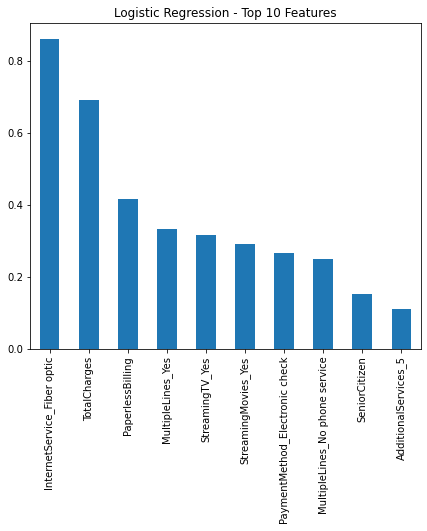 Logistic Regression - Top 10 Features
0.8
0.6
0.4
0.2
0.0
InternetService_Fiber optic
TotalCharges
PaperlessBilling
MultipleLines_Yes
StreamingTV_Yes
StreamingMovies_Yes
PaymentMethod_Electronic check
MultipleLines_No phone service
SeniorCitizen
AdditionalServices_5